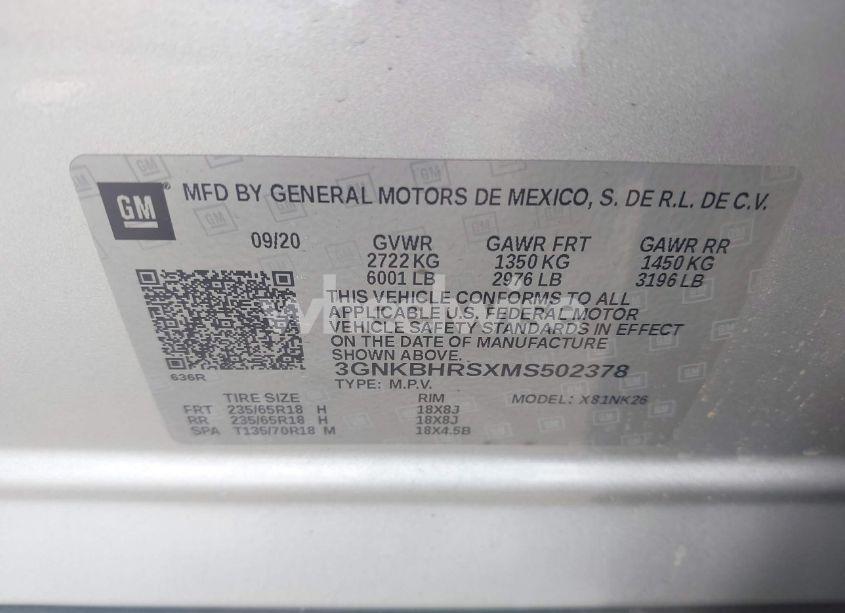 GM® MFD BY GENERAL MOTORS DE MEXICO, S. DE R.L. DE C.V.
09/20 GVWR GAWR FRT GAWR RR
2722 KG 1350 KG 1450 KG
6001 LB 2976 LB 3196 LB
THIS VEHICLE CONFORMS TO ALL
APPLICABLE U.S. FEDERAL MOTOR
VEHICLE SAFETY STANDARDS IN EFFECT
ON THE DATE OF MANUFACTURE
SHOWN ABOVE.
3GNKBHRSXMS502378
636R TYPE: M.P.V.
TIRE SIZE RIM MODEL: X81NK26
FRT 235/65R18 H 18X8J
RR 235/65R18 H 18X8J
SPA T135/70R18 M 18X4.5B